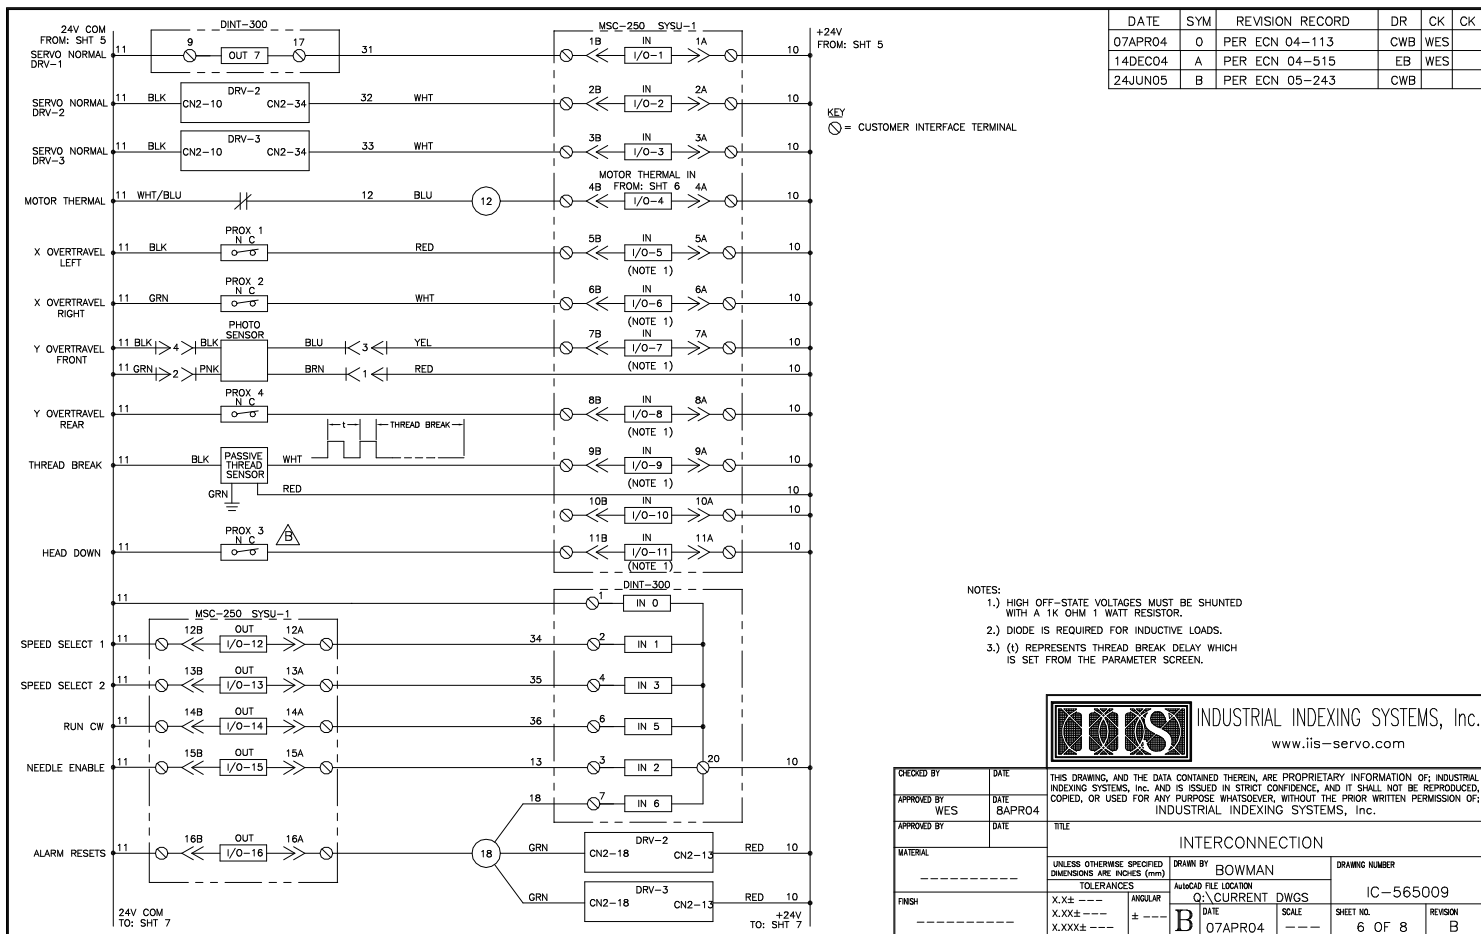 24V COM
FROM: SHT 5
DINT-300
MSC-250 SYSU-1
+24V
FROM: SHT 5
SERVO NORMAL
DRV-1
11 9 OUT 7 17 31 1B IN I/O-1 1A 10
SERVO NORMAL
DRV-2
11 BLK CN2-10 DRV-2 CN2-34 32 WHT 2B IN I/O-2 2A 10
SERVO NORMAL
DRV-3
11 BLK CN2-10 DRV-3 CN2-34 33 WHT 3B IN I/O-3 3A 10
MOTOR THERMAL IN
FROM: SHT 6
MOTOR THERMAL 11 WHT/BLU 12 BLU 12 4B I/O-4 4A 10
X OVERTRAVEL
LEFT
11 BLK PROX 1 N C RED 5B IN I/O-5 5A 10
(NOTE 1)
X OVERTRAVEL
RIGHT
11 GRN PROX 2 N C WHT 6B IN I/O-6 6A 10
(NOTE 1)
PHOTO
SENSOR
Y OVERTRAVEL
FRONT
11 BLK 4 BLK BLU 3 YEL 7B IN I/O-7 7A 10
(NOTE 1)
11 GRN 2 PNK BRN 1 RED 10
Y OVERTRAVEL
REAR
11 PROX 4 N C 8B IN I/O-8 8A 10
(NOTE 1)
t THREAD BREAK
THREAD BREAK 11 BLK
PASSIVE
THREAD
SENSOR
WHT 9B IN I/O-9 9A 10
(NOTE 1)
GRN RED 10
10B IN I/O-10 10A 10
HEAD DOWN 11 PROX 3 N C B 11B IN I/O-11 11A 10
(NOTE 1)
DINT-300
11 1 IN 0
MSC-250 SYSU-1
SPEED SELECT 1 11 12B OUT I/O-12 12A 34 2 IN 1
SPEED SELECT 2 11 13B OUT I/O-13 13A 35 4 IN 3
RUN CW 11 14B OUT I/O-14 14A 36 6 IN 5
NEEDLE ENABLE 11 15B OUT I/O-15 15A 13 3 IN 2 20 10
18 7 IN 6
ALARM RESETS 11 16B OUT I/O-16 16A 18 GRN CN2-18 DRV-2 CN2-13 RED 10
GRN CN2-18 DRV-3 CN2-13 RED 10
24V COM
TO: SHT 7
+24V
TO: SHT 7
DATE SYM REVISION RECORD DR CK CK
07APR04 0 PER ECN 04-113 CWB WES
14DEC04 A PER ECN 04-515 EB WES
24JUN05 B PER ECN 05-243 CWB
KEY
= CUSTOMER INTERFACE TERMINAL
NOTES:
1.) HIGH OFF-STATE VOLTAGES MUST BE SHUNTED
WITH A 1K OHM 1 WATT RESISTOR.
2.) DIODE IS REQUIRED FOR INDUCTIVE LOADS.
3.) (t) REPRESENTS THREAD BREAK DELAY WHICH
IS SET FROM THE PARAMETER SCREEN.
IIS
INDUSTRIAL INDEXING SYSTEMS, Inc.
www.iis-servo.com
THIS DRAWING, AND THE DATA CONTAINED THEREIN, ARE PROPRIETARY INFORMATION OF; INDUSTRIAL
INDEXING SYSTEMS, Inc. AND IS ISSUED IN STRICT CONFIDENCE, AND IT SHALL NOT BE REPRODUCED,
COPIED, OR USED FOR ANY PURPOSE WHATSOEVER, WITHOUT THE PRIOR WRITTEN PERMISSION OF;
INDUSTRIAL INDEXING SYSTEMS, Inc.
CHECKED BY DATE
APPROVED BY DATE
WES 8APR04
APPROVED BY DATE
MATERIAL
FINISH
TITLE
INTERCONNECTION
UNLESS OTHERWISE SPECIFIED
DIMENSIONS ARE INCHES (mm)
TOLERANCES
X.X± ---
X.XX± ---
X.XXX± ---
ANGULAR
± ---
DRAWN BY BOWMAN
AutoCAD FILE LOCATION
Q:\CURRENT DWGS
B
DATE
07APR04
SCALE
---
DRAWING NUMBER
IC-565009
SHEET NO.
6 OF 8
REVISION
B